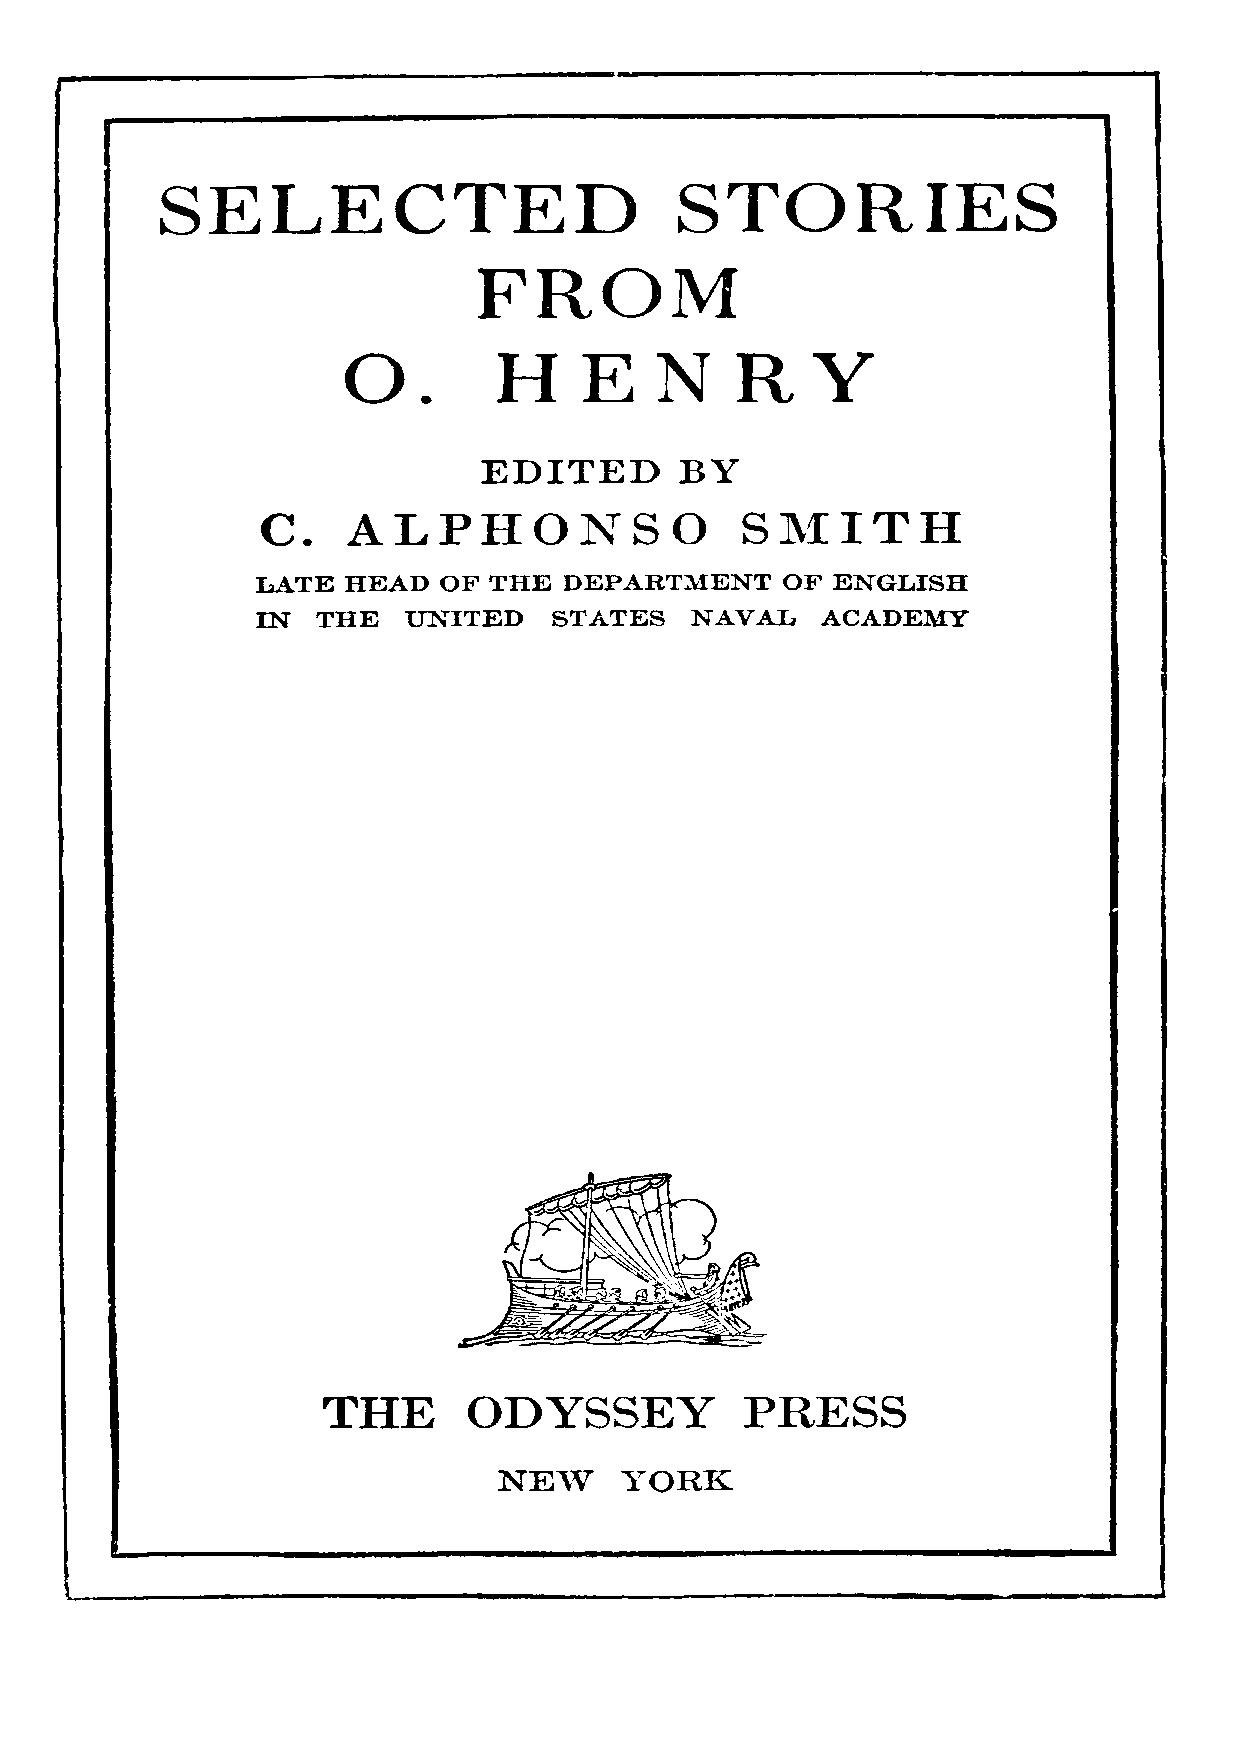 SELECTED STORIES
FROM
O. HENRY
EDITED BY
C. ALPHONSO SMITH
LATE HEAD OF THE DEPARTMENT OF ENGLISH
IN THE UNITED STATES NAVAL ACADEMY
THE ODYSSEY PRESS
NEW YORK